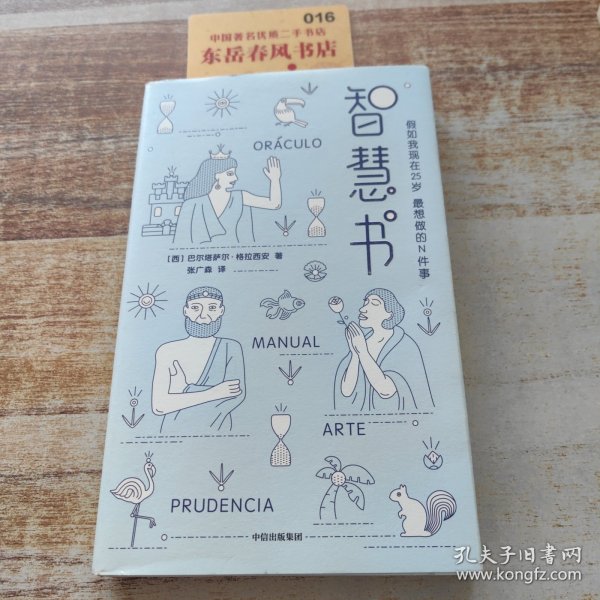 016
中国著名优质二手书店
东岳春风书店
智慧书
假如我现在25岁 最想做的N件事
ORÁCULO
[西] 巴尔塔萨尔·格拉西安 著
张广森 译
MANUAL
ARTE
PRUDENCIA
中信出版集团
孔夫子旧书网
www.kongfz.com